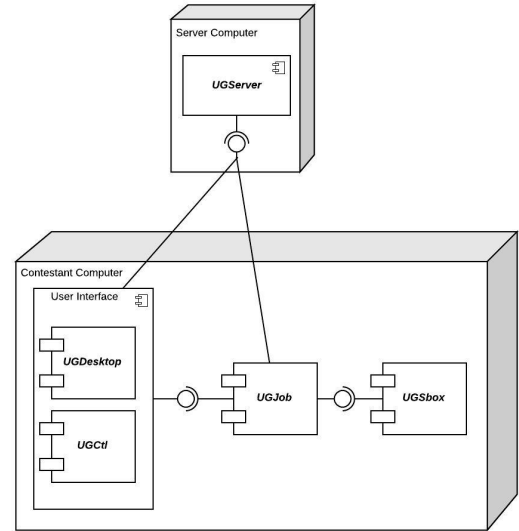 Server Computer
UGServer
Contestant Computer
User Interface
UGDesktop
UGJob
UGSbox
UGCtl